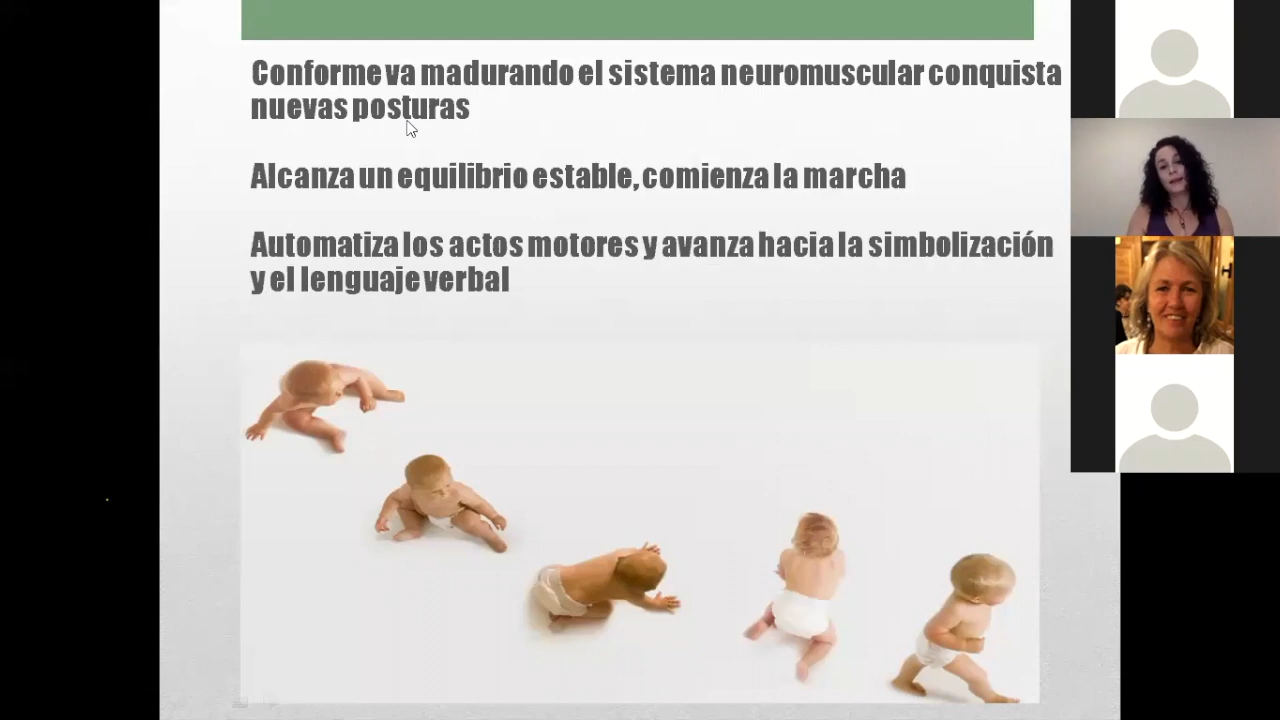 Conforme va madurando el sistema neuromuscular conquista
nuevas posturas
Alcanza un equilibrio estable, comienza la marcha
Automatiza los actos motores y avanza hacia la simbolización
y el lenguaje verbal